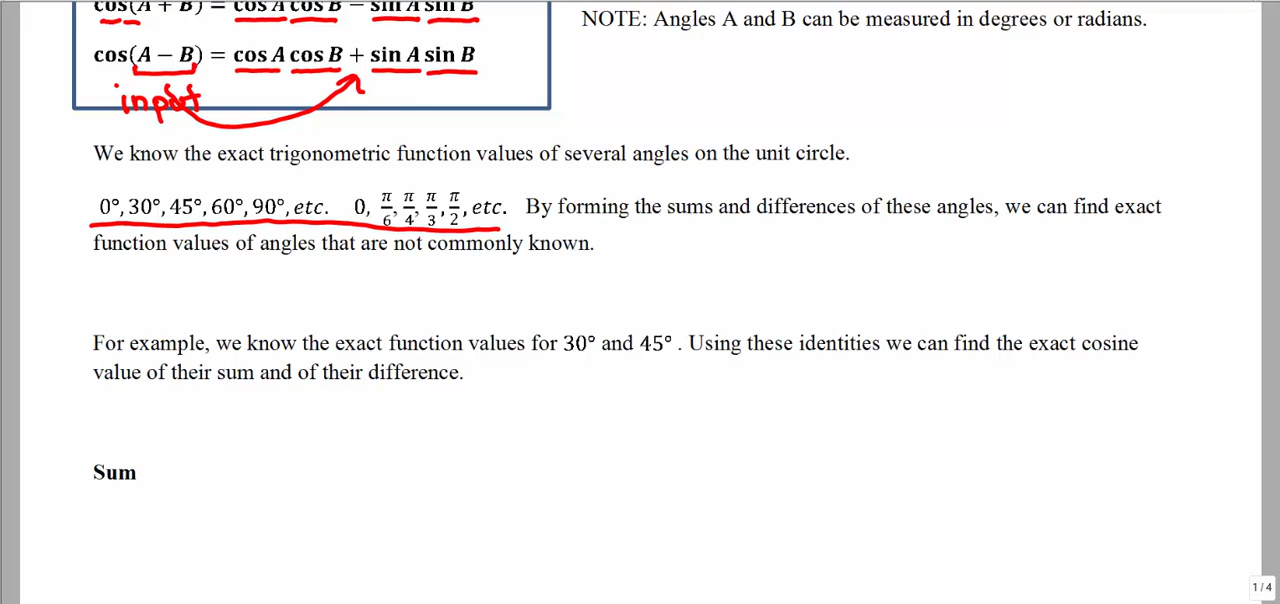 cos(A + B) = cos A cos B − sin A sin B
NOTE: Angles A and B can be measured in degrees or radians.
cos(A − B) = cos A cos B + sin A sin B
input
We know the exact trigonometric function values of several angles on the unit circle.
0°, 30°, 45°, 60°, 90°, etc. 0, π/6, π/4, π/3, π/2, etc. By forming the sums and differences of these angles, we can find exact
function values of angles that are not commonly known.
For example, we know the exact function values for 30° and 45° . Using these identities we can find the exact cosine
value of their sum and of their difference.
Sum
1/4